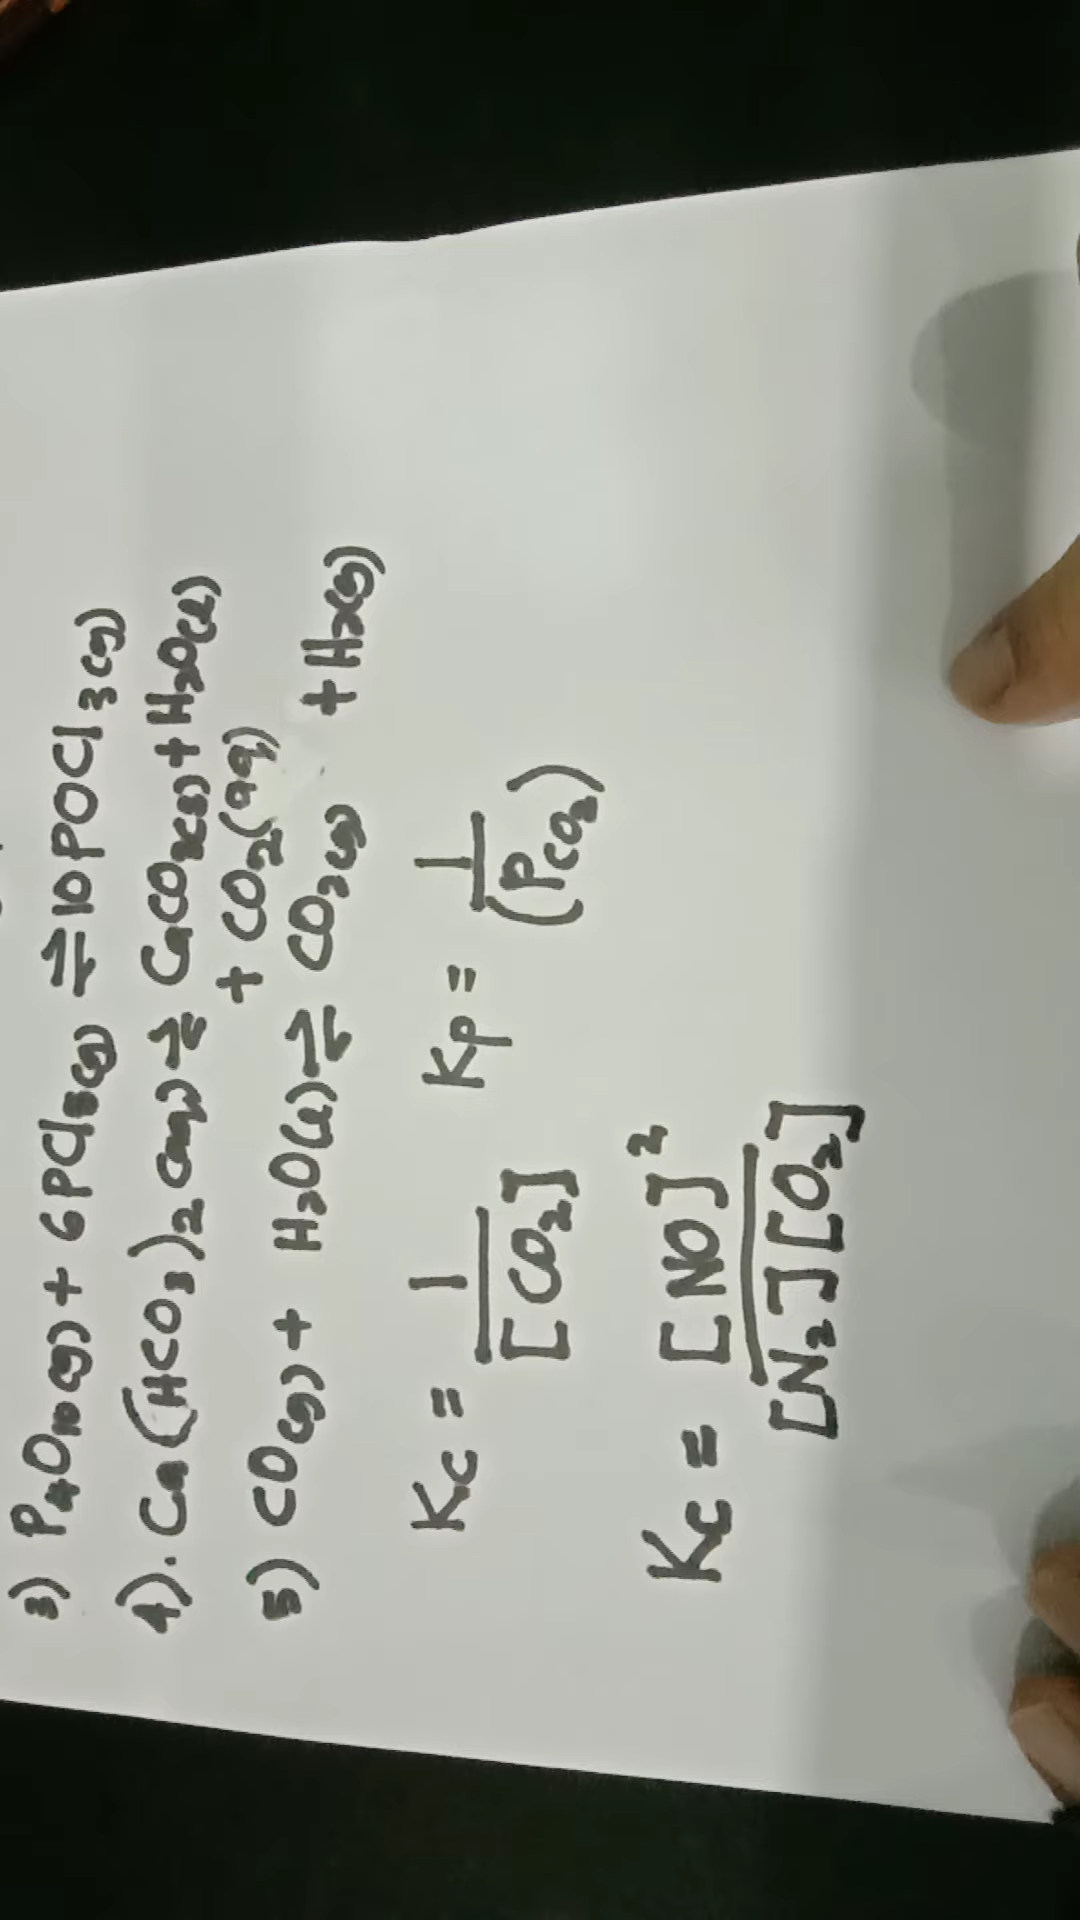 3) P4O10(g) + 6PCl5(g) ⇌ 10POCl3(g)
4). Ca(HCO3)2(aq) ⇌ CaCO3(s) + H2O(l)
+ CO2(aq)
5) CO(g) + H2O(l) ⇌ CO2(g) + H2(g)
Kc = 1/[CO2] Kp = 1/(PCO2)
Kc = [NO]²/[N2][O2]